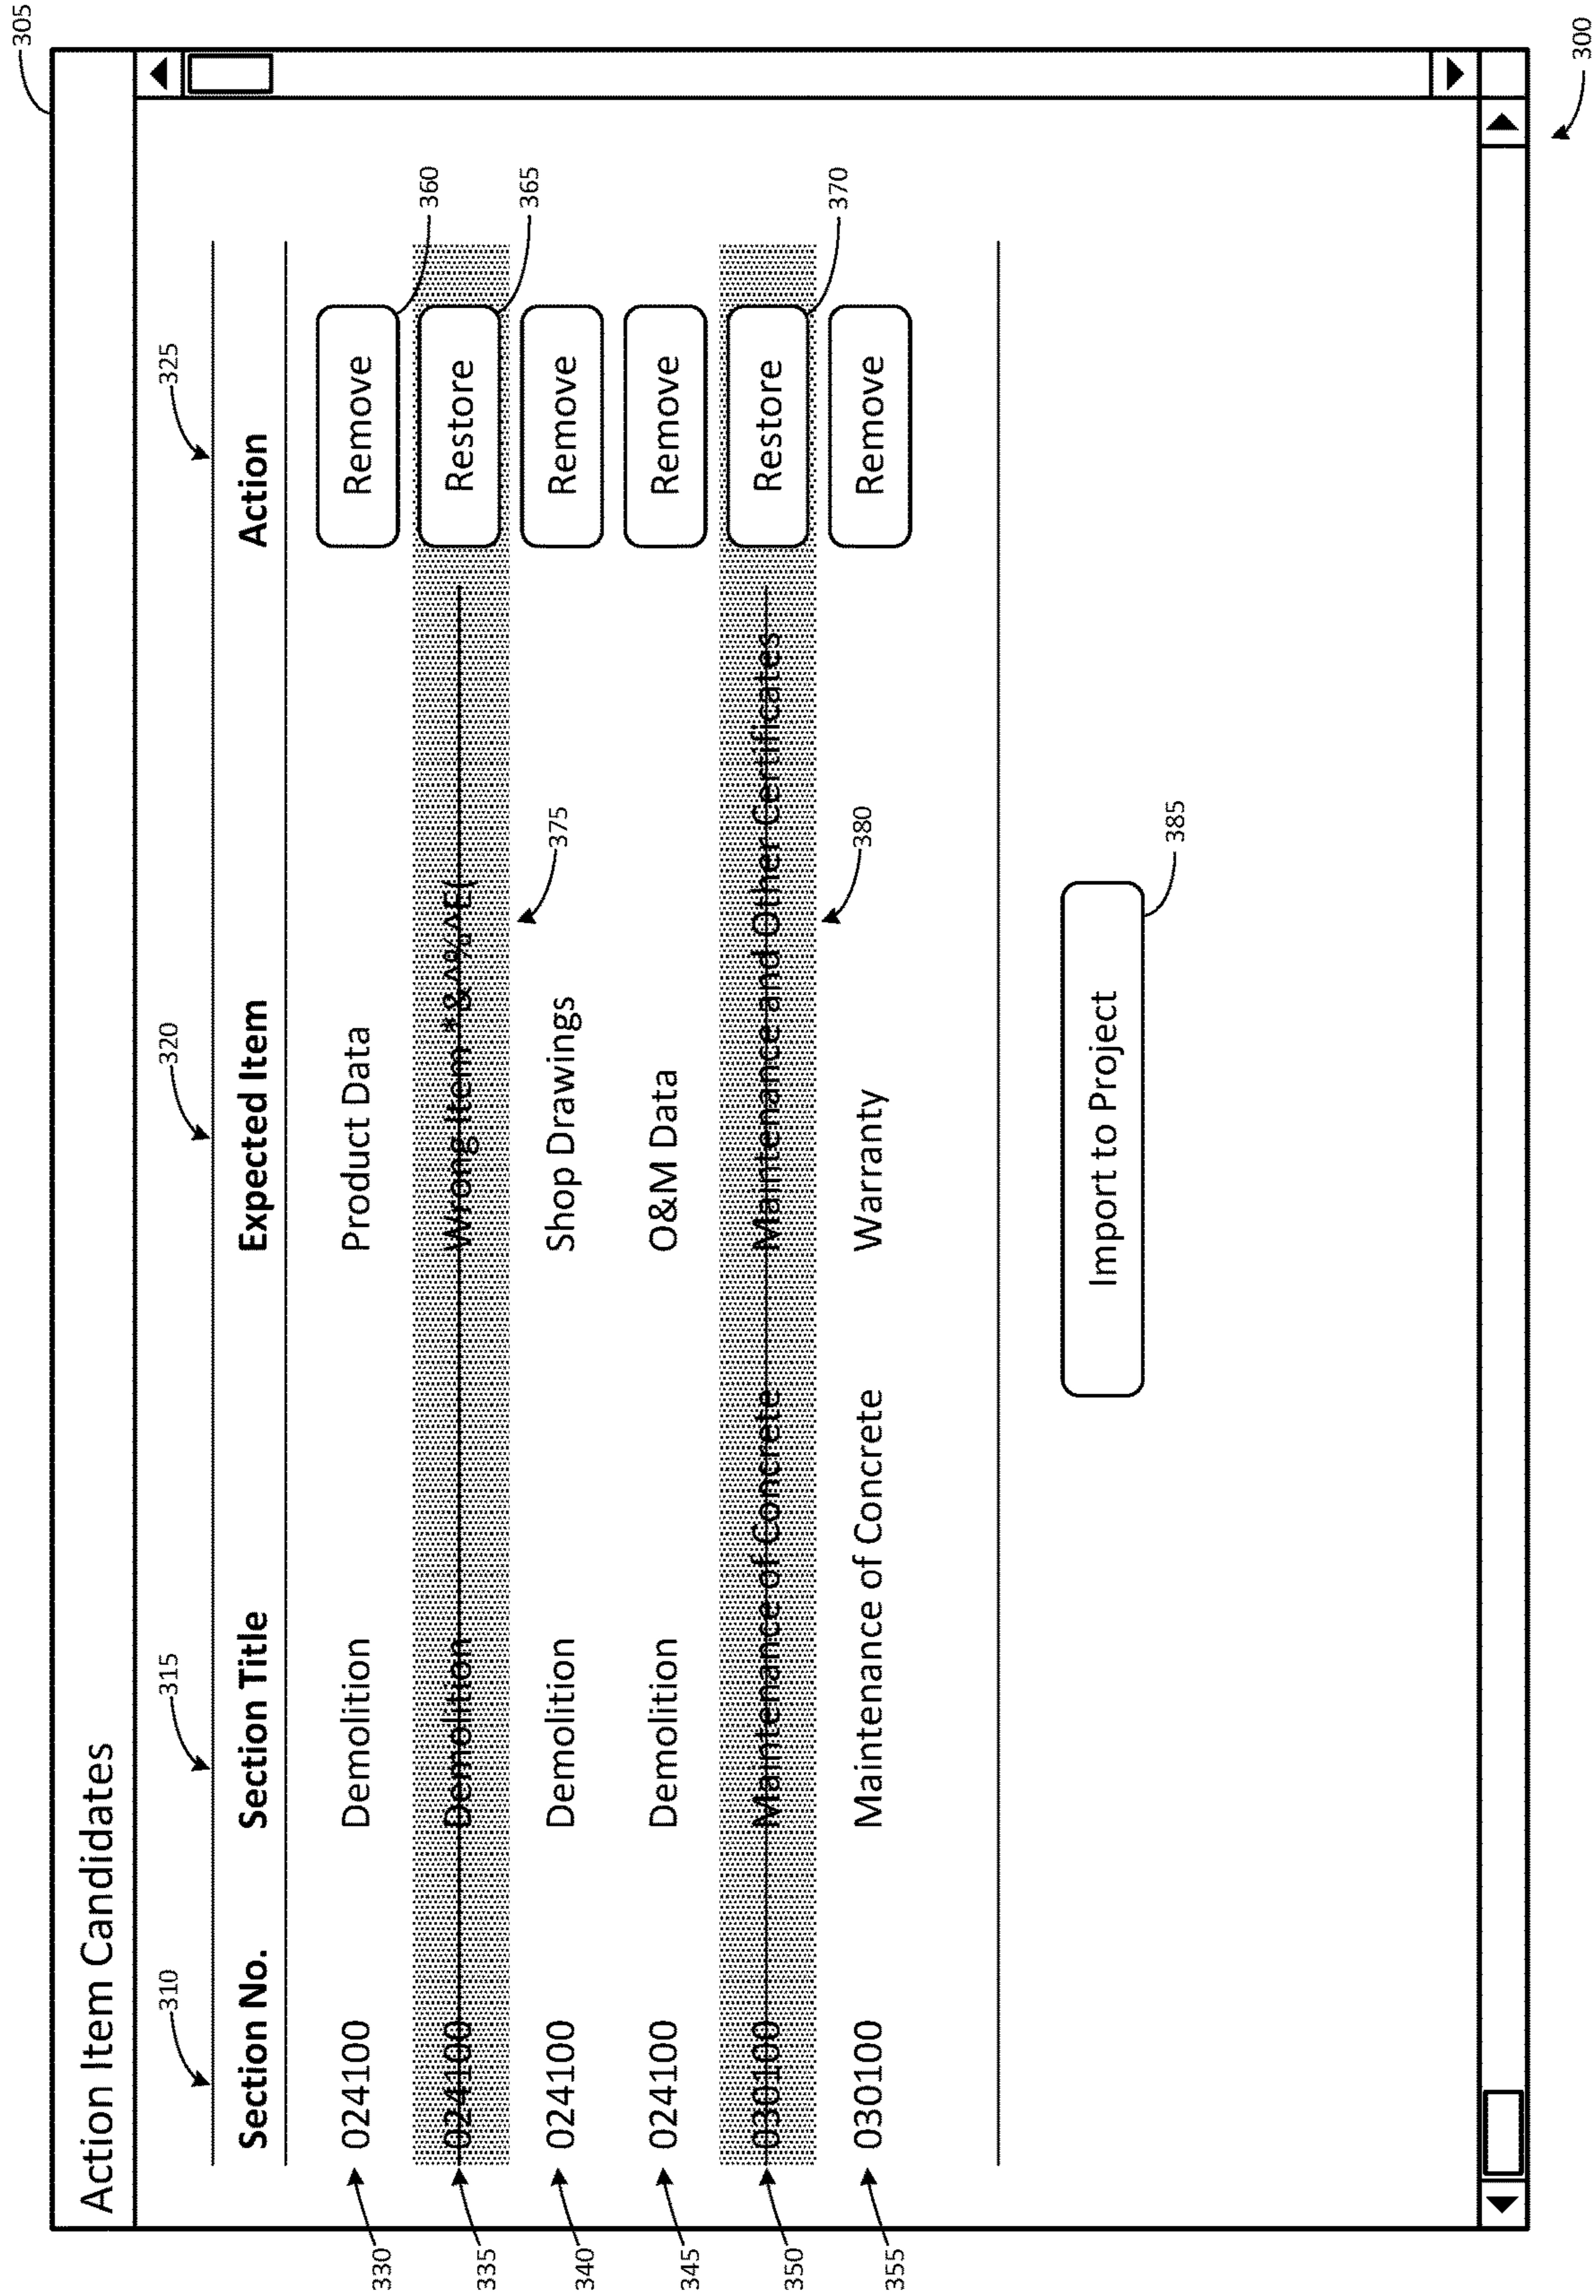 305
Action Item Candidates
310 315 320 325
Section No. Section Title Expected Item Action
330 024100 Demolition Product Data Remove 360
335 024100 Demolition Wrong Item *&^%^E( Restore 365
375
340 024100 Demolition Shop Drawings Remove
345 024100 Demolition O&M Data Remove
350 030100 Maintenance of Concrete Maintenance and Other Certificates Restore 370
380
355 030100 Maintenance of Concrete Warranty Remove
Import to Project
385
300